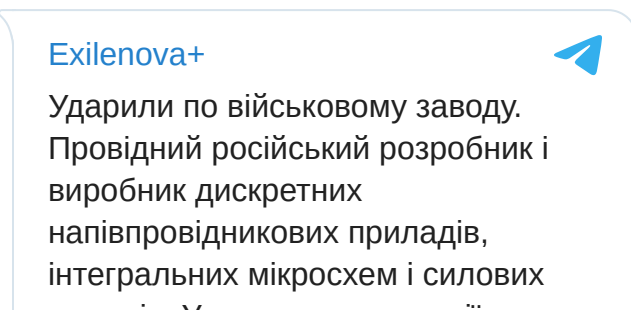 Exilenova+
Ударили по військовому заводу.
Провідний російський розробник і
виробник дискретних
напівпровідникових приладів,
інтегральних мікросхем і силових